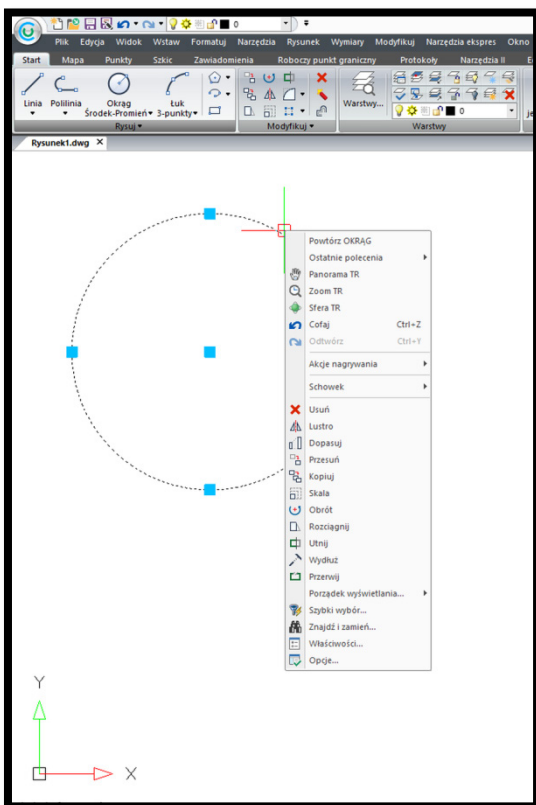 0
Plik Edycja Widok Wstaw Formatuj Narzędzia Rysunek Wymiary Modyfikuj Narzędzia ekspres Okno
Start Mapa Punkty Szkic Zawiadomienia Roboczy punkt graniczny Protokoły Narzędzia II
Linia Polilinia Okrąg Środek-Promień Łuk 3-punkty Warstwy... 0
Rysuj Modyfikuj Warstwy
Rysunek1.dwg X
Powtórz OKRĄG
Ostatnie polecenia
Panorama TR
Zoom TR
Sfera TR
Cofaj Ctrl+Z
Odtwórz Ctrl+Y
Akcje nagrywania
Schowek
Usuń
Lustro
Dopasuj
Przesuń
Kopiuj
Skala
Obrót
Rozciągnij
Utnij
Wydłuż
Przerwij
Porządek wyświetlania...
Szybki wybór...
Znajdź i zamień...
Właściwości...
Opcje...
Y
X